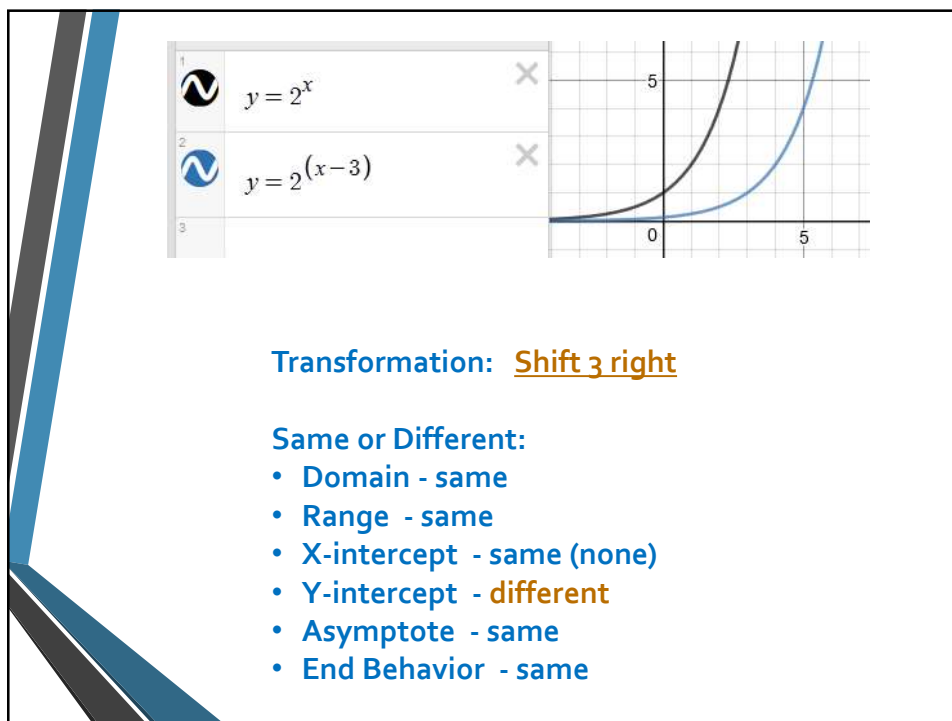 1
y = 2^x
2
y = 2^(x−3)
3
5
0
5
Transformation: Shift 3 right
Same or Different:
• Domain - same
• Range - same
• X-intercept - same (none)
• Y-intercept - different
• Asymptote - same
• End Behavior - same